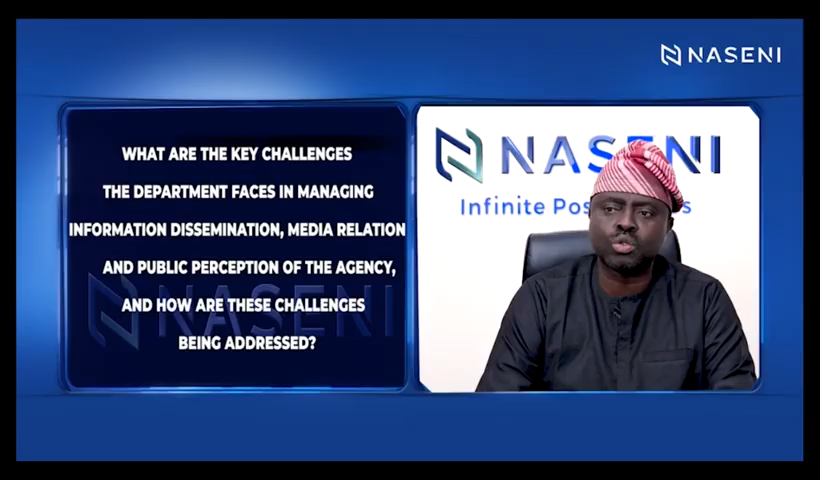 NASENI
WHAT ARE THE KEY CHALLENGES
THE DEPARTMENT FACES IN MANAGING
INFORMATION DISSEMINATION, MEDIA RELATION
AND PUBLIC PERCEPTION OF THE AGENCY,
AND HOW ARE THESE CHALLENGES
BEING ADDRESSED?
NASENI
NASENI
Infinite Pos s